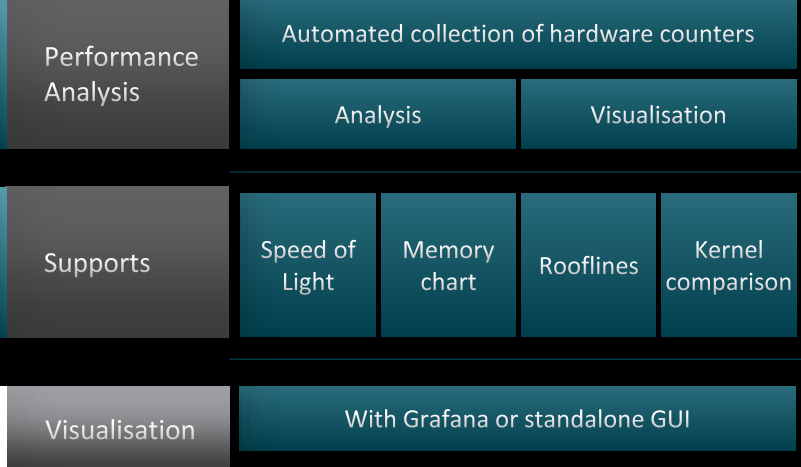 Performance
Analysis
Automated collection of hardware counters
Analysis
Visualisation
Supports
Speed of
Light
Memory
chart
Rooflines
Kernel
comparison
Visualisation
With Grafana or standalone GUI